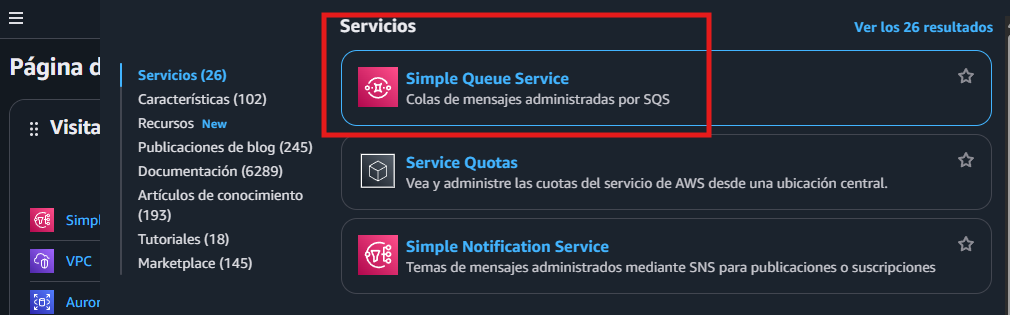 Servicios
Ver los 26 resultados
Página d
Visita
Simpl
VPC
Auror
Servicios (26)
Características (102)
Recursos New
Publicaciones de blog (245)
Documentación (6289)
Artículos de conocimiento
(193)
Tutoriales (18)
Marketplace (145)
Simple Queue Service
Colas de mensajes administradas por SQS
Service Quotas
Vea y administre las cuotas del servicio de AWS desde una ubicación central.
Simple Notification Service
Temas de mensajes administrados mediante SNS para publicaciones o suscripciones